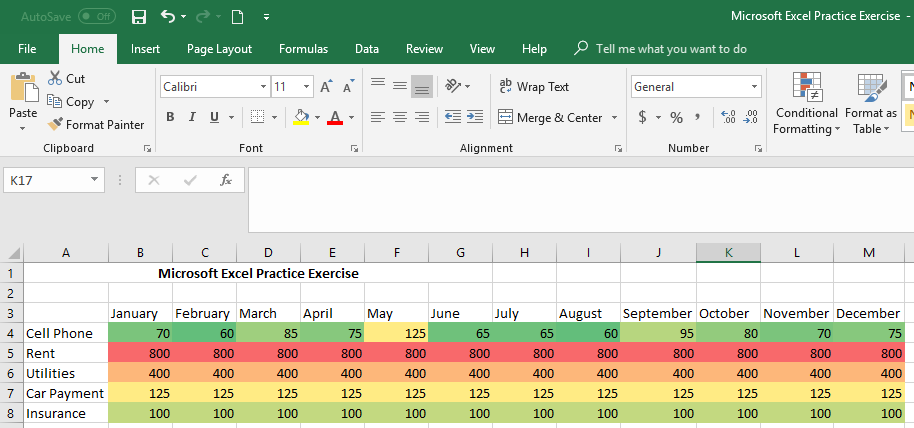 AutoSave Off Microsoft Excel Practice Exercise -
File Home Insert Page Layout Formulas Data Review View Help Tell me what you want to do
Cut
Copy
Format Painter
Paste
Clipboard
Calibri 11 A A
B I U A
Font
ab Wrap Text
Merge & Center
Alignment
General
$ % , .0 .00 .00 .0
Number
Conditional Formatting
Format as Table
K17 fx
A B C D E F G H I J K L M
1 Microsoft Excel Practice Exercise
2
3 January February March April May June July August September October November December
4 Cell Phone 70 60 85 75 125 65 65 60 95 80 70 75
5 Rent 800 800 800 800 800 800 800 800 800 800 800 800
6 Utilities 400 400 400 400 400 400 400 400 400 400 400 400
7 Car Payment 125 125 125 125 125 125 125 125 125 125 125 125
8 Insurance 100 100 100 100 100 100 100 100 100 100 100 100